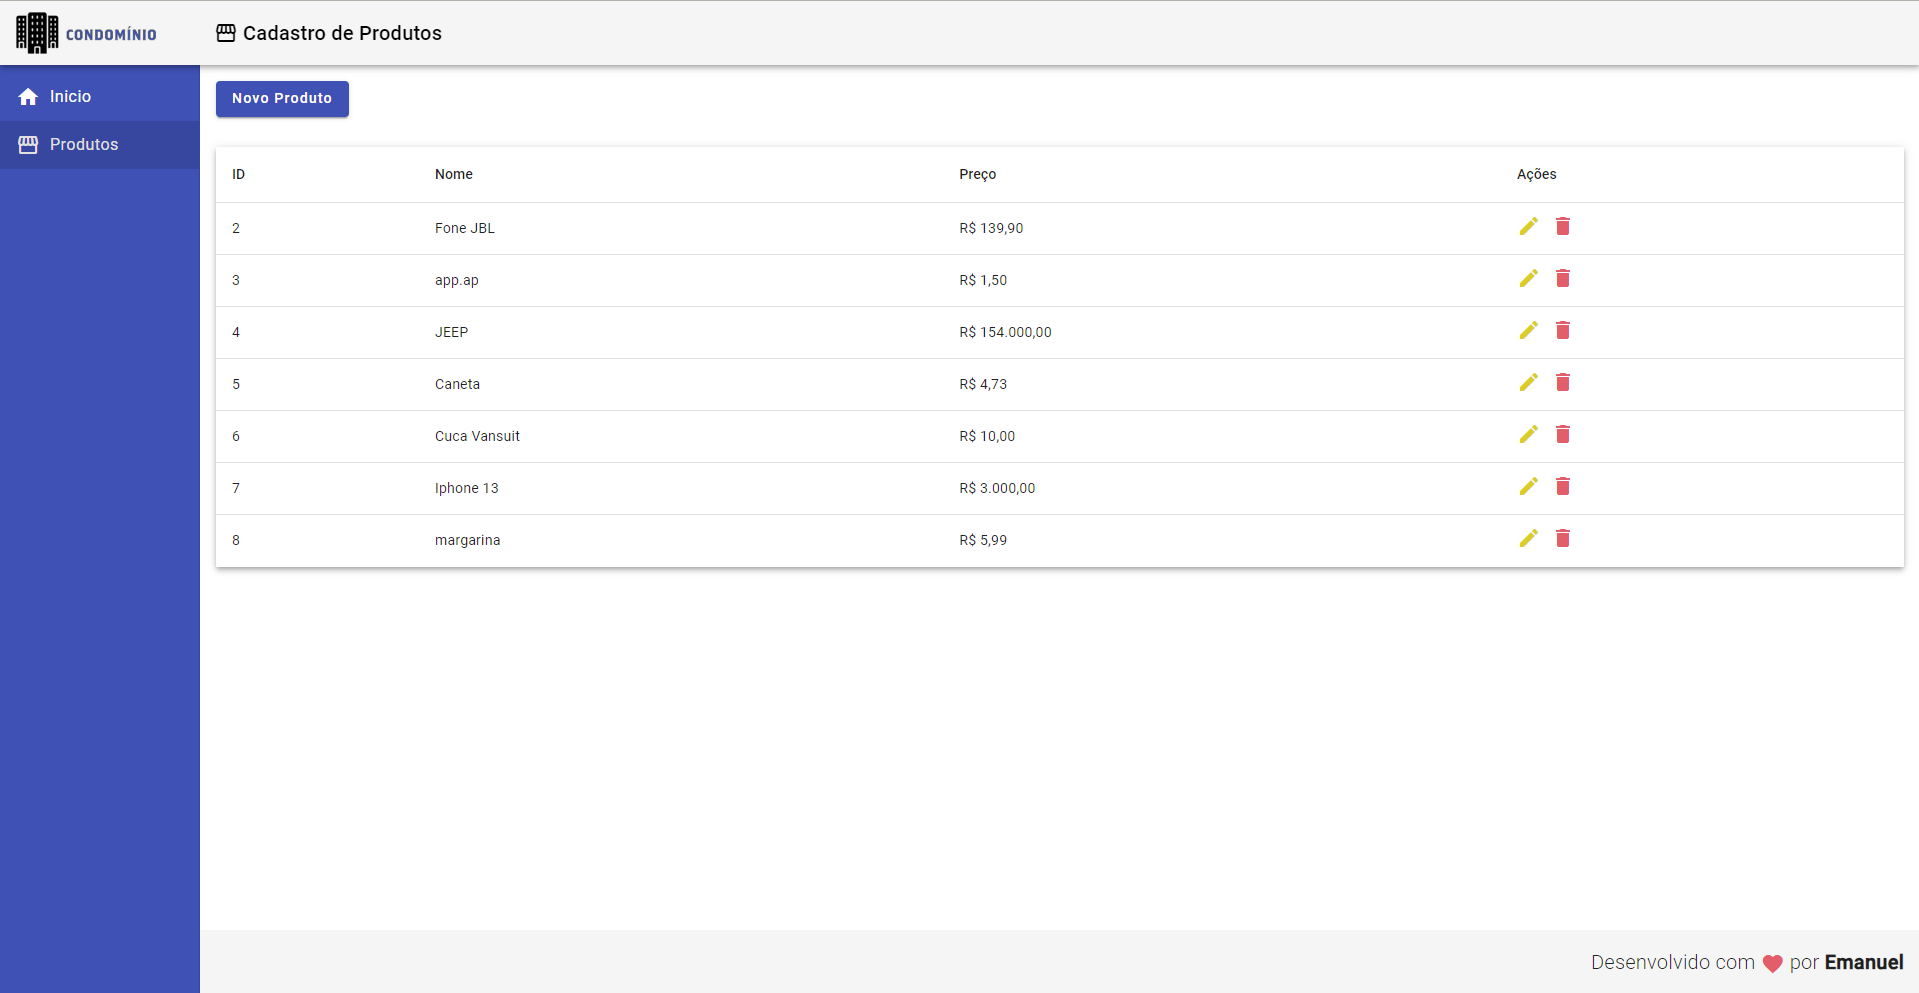 CONDOMÍNIO
Cadastro de Produtos
Inicio
Produtos
Novo Produto
ID Nome Preço Ações
2 Fone JBL R$ 139,90
3 app.ap R$ 1,50
4 JEEP R$ 154.000,00
5 Caneta R$ 4,73
6 Cuca Vansuit R$ 10,00
7 Iphone 13 R$ 3.000,00
8 margarina R$ 5,99
Desenvolvido com por Emanuel